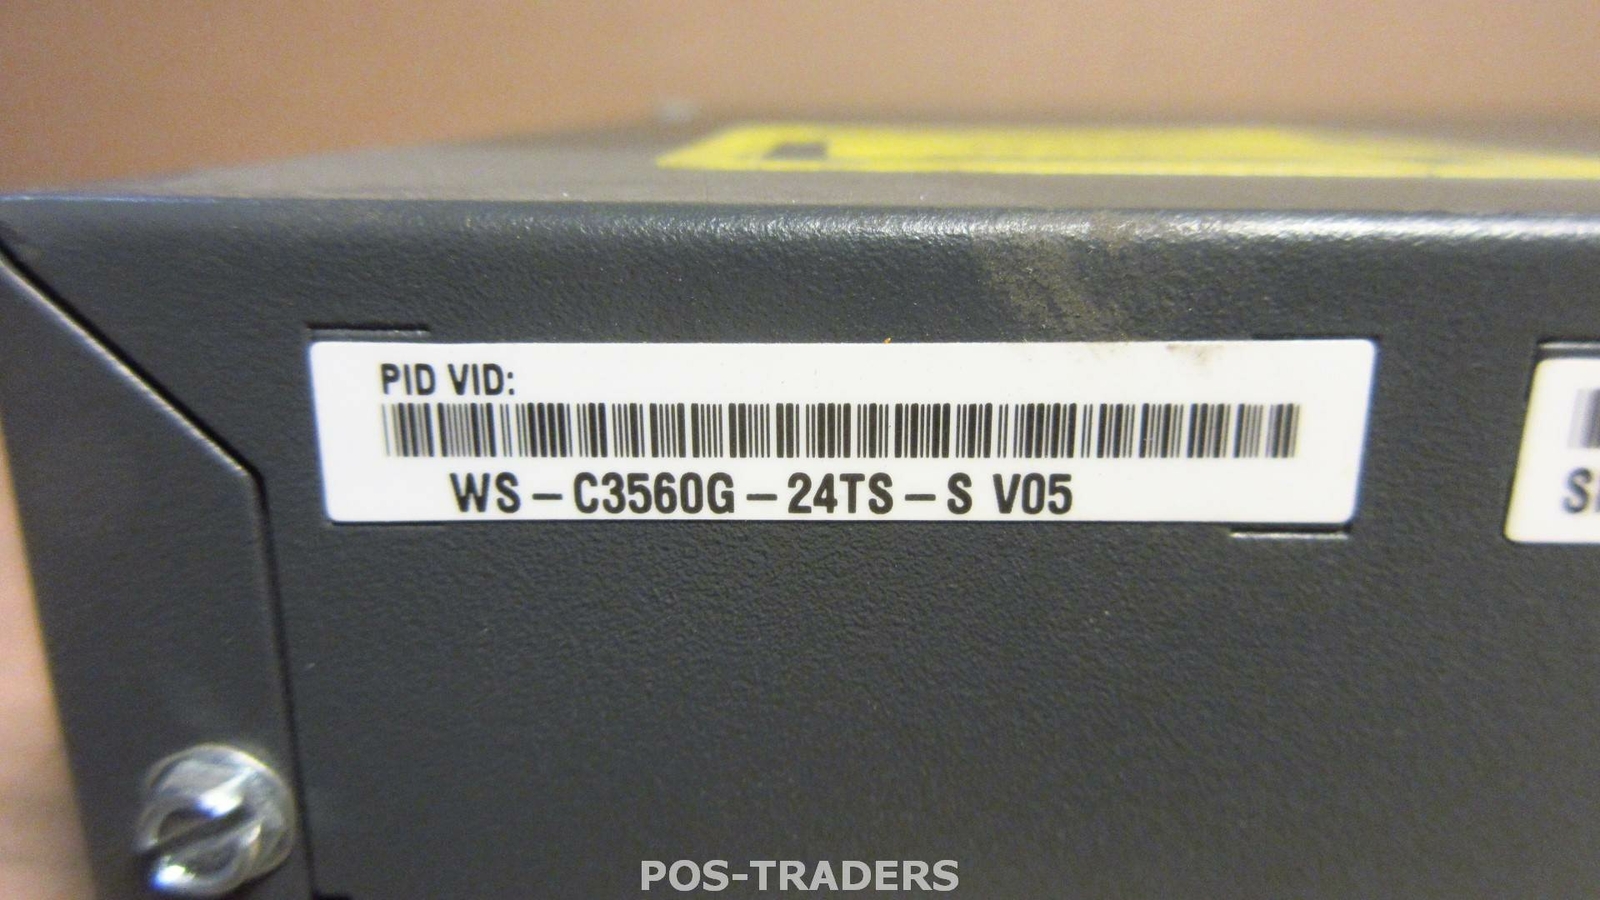 PID VID:
WS-C3560G-24TS-S V05
POS-TRADERS